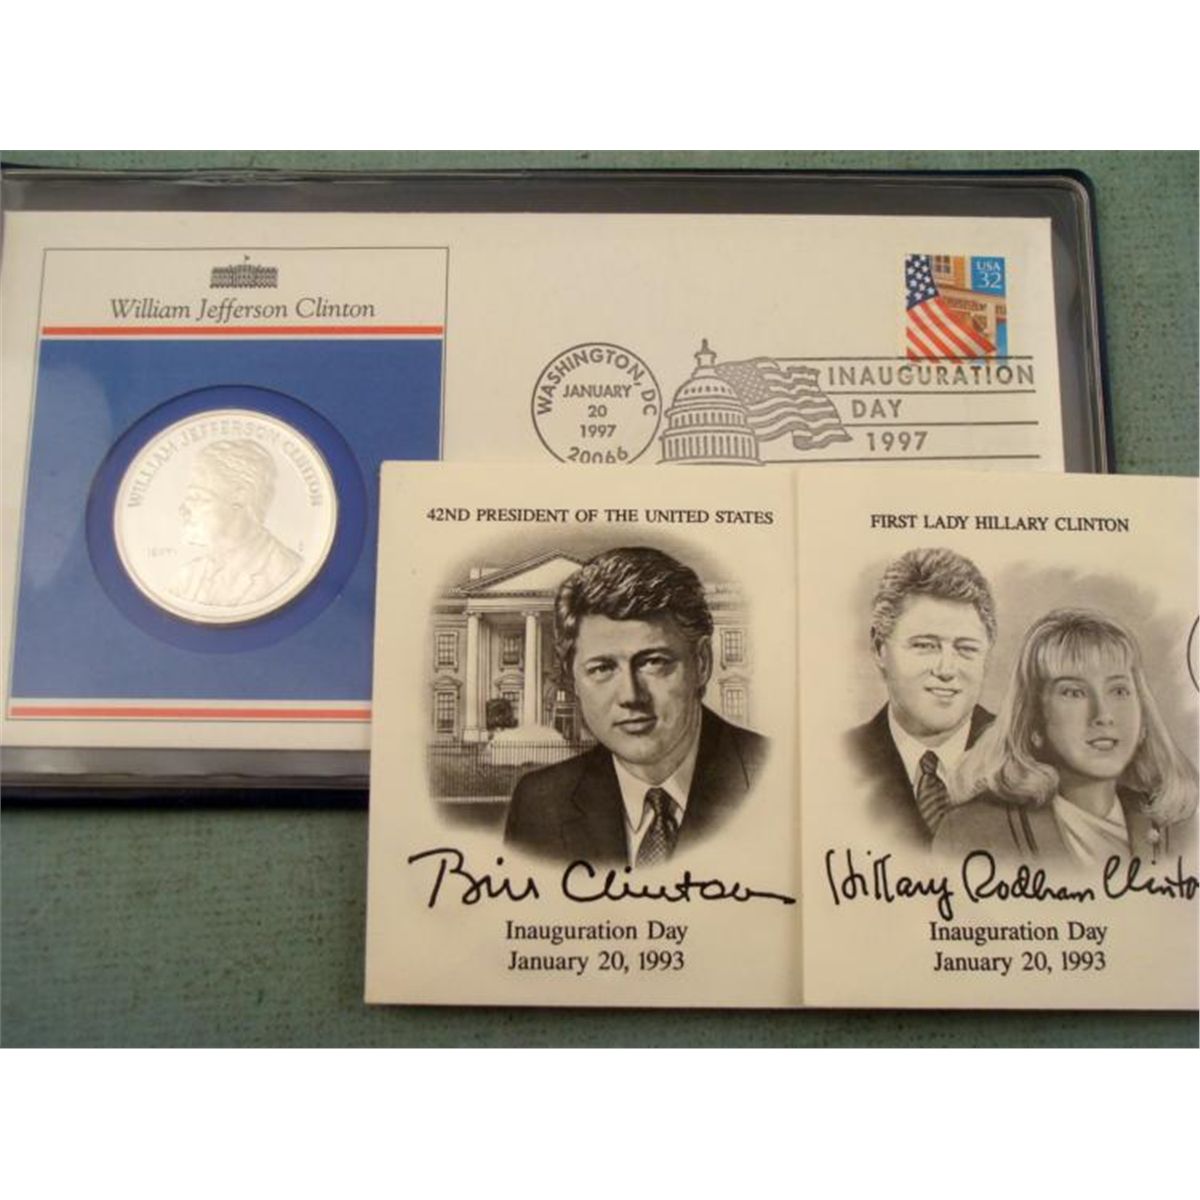 William Jefferson Clinton
WILLIAM JEFFERSON CLINTON
USA
32
WASHINGTON, DC
JANUARY
20
1997
20066
INAUGURATION
DAY
1997
42ND PRESIDENT OF THE UNITED STATES
Bill Clinton
Inauguration Day
January 20, 1993
FIRST LADY HILLARY CLINTON
Hillary Rodham Clinto
Inauguration Day
January 20, 1993